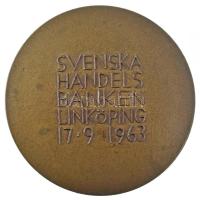 SVENSKA
HANDELS
BANKEN
LINKÖPING
17·9 1963